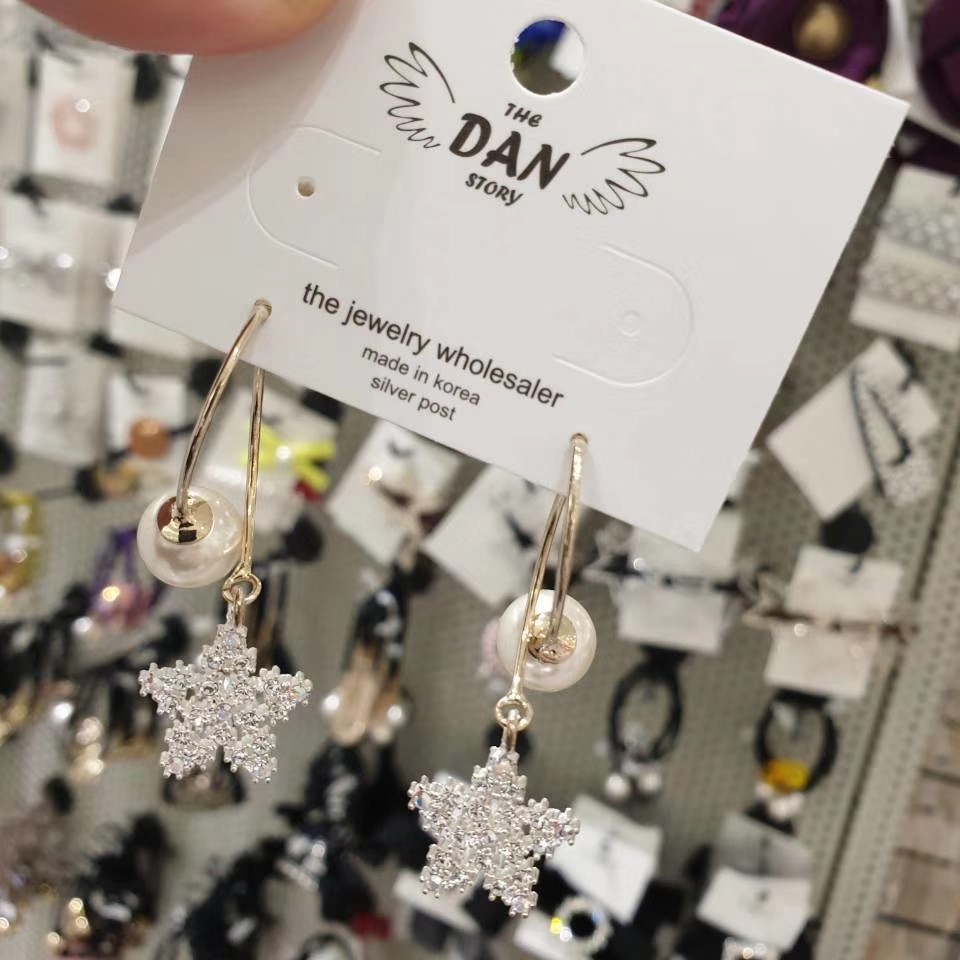 THE
DAN
STORY
the jewelry wholesaler
made in korea
silver post